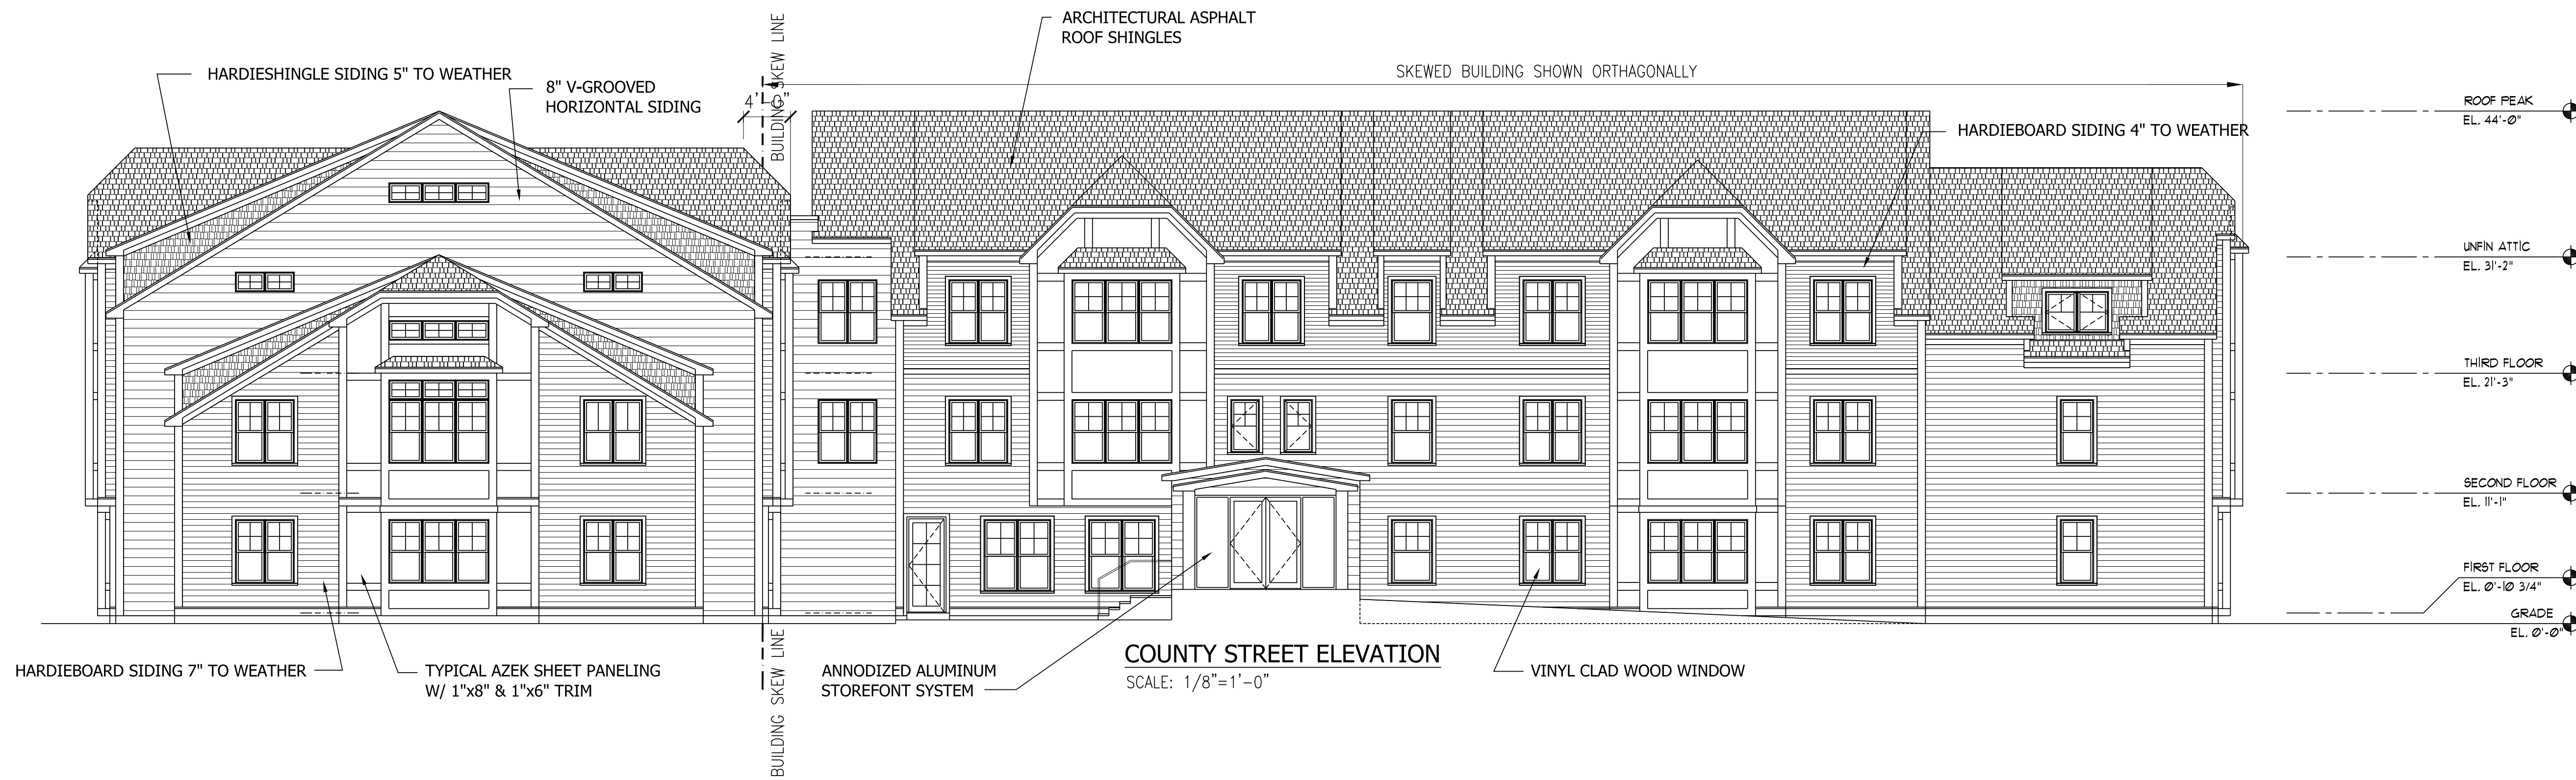 ARCHITECTURAL ASPHALT
ROOF SHINGLES
BUILDING SKEW LINE
SKEWED BUILDING SHOWN ORTHAGONALLY
HARDIESHINGLE SIDING 5" TO WEATHER
8" V-GROOVED
HORIZONTAL SIDING
HARDIEBOARD SIDING 4" TO WEATHER
ROOF PEAK
EL. 44'-0"
UNFIN ATTIC
EL. 31'-2"
THIRD FLOOR
EL. 21'-3"
SECOND FLOOR
EL. 11'-1"
FIRST FLOOR
EL. 0'-10 3/4"
GRADE
EL. 0'-0"
HARDIEBOARD SIDING 7" TO WEATHER
TYPICAL AZEK SHEET PANELING
W/ 1"x8" & 1"x6" TRIM
BUILDING SKEW LINE
ANNODIZED ALUMINUM
STOREFONT SYSTEM
COUNTY STREET ELEVATION
SCALE: 1/8"=1'-0"
VINYL CLAD WOOD WINDOW